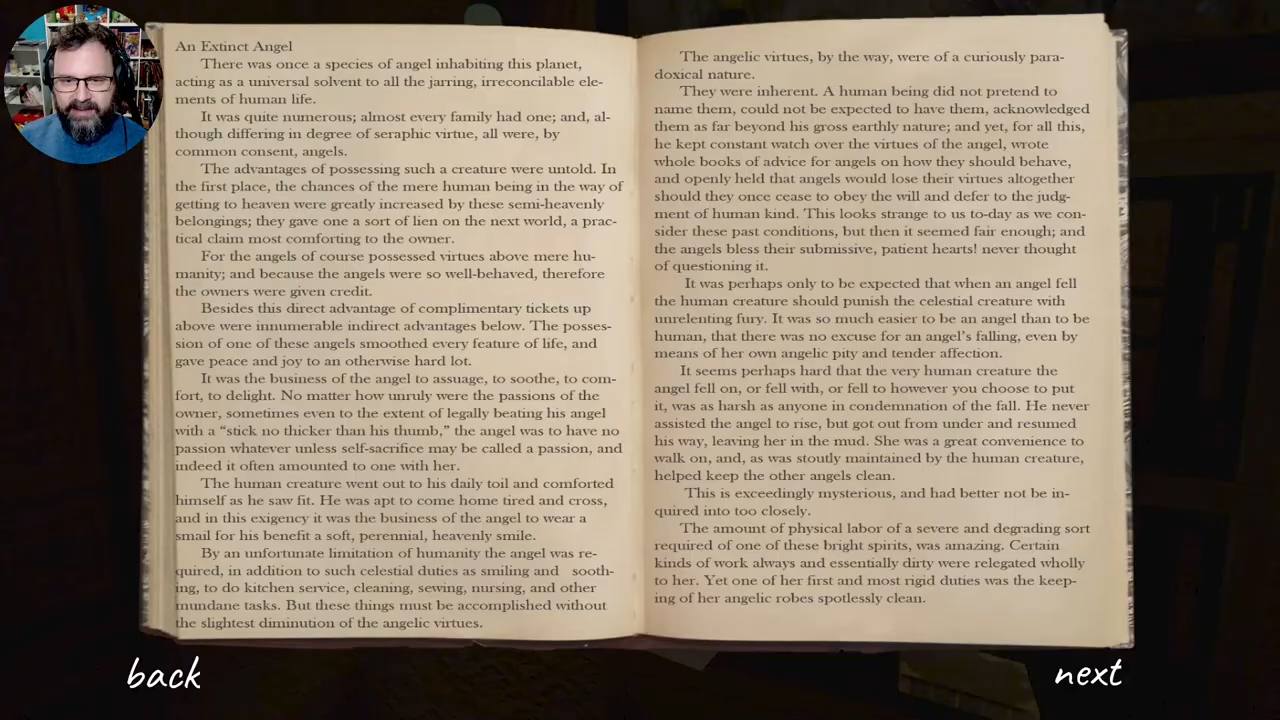 An Extinct Angel
There was once a species of angel inhabiting this planet,
acting as a universal solvent to all the jarring, irreconcilable ele-
ments of human life.
It was quite numerous; almost every family had one; and, al-
though differing in degree of seraphic virtue, all were, by
common consent, angels.
The advantages of possessing such a creature were untold. In
the first place, the chances of the mere human being in the way of
getting to heaven were greatly increased by these semi-heavenly
belongings; they gave one a sort of lien on the next world, a prac-
tical claim most comforting to the owner.
For the angels of course possessed virtues above mere hu-
manity; and because the angels were so well-behaved, therefore
the owners were given credit.
Besides this direct advantage of complimentary tickets up
above were innumerable indirect advantages below. The posses-
sion of one of these angels smoothed every feature of life, and
gave peace and joy to an otherwise hard lot.
It was the business of the angel to assuage, to soothe, to com-
fort, to delight. No matter how unruly were the passions of the
owner, sometimes even to the extent of legally beating his angel
with a “stick no thicker than his thumb,” the angel was to have no
passion whatever unless self-sacrifice may be called a passion, and
indeed it often amounted to one with her.
The human creature went out to his daily toil and comforted
himself as he saw fit. He was apt to come home tired and cross,
and in this exigency it was the business of the angel to wear a
smail for his benefit a soft, perennial, heavenly smile.
By an unfortunate limitation of humanity the angel was re-
quired, in addition to such celestial duties as smiling and sooth-
ing, to do kitchen service, cleaning, sewing, nursing, and other
mundane tasks. But these things must be accomplished without
the slightest diminution of the angelic virtues.
The angelic virtues, by the way, were of a curiously para-
doxical nature.
They were inherent. A human being did not pretend to
name them, could not be expected to have them, acknowledged
them as far beyond his gross earthly nature; and yet, for all this,
he kept constant watch over the virtues of the angel, wrote
whole books of advice for angels on how they should behave,
and openly held that angels would lose their virtues altogether
should they once cease to obey the will and defer to the judg-
ment of human kind. This looks strange to us to-day as we con-
sider these past conditions, but then it seemed fair enough; and
the angels bless their submissive, patient hearts! never thought
of questioning it.
It was perhaps only to be expected that when an angel fell
the human creature should punish the celestial creature with
unrelenting fury. It was so much easier to be an angel than to be
human, that there was no excuse for an angel’s falling, even by
means of her own angelic pity and tender affection.
It seems perhaps hard that the very human creature the
angel fell on, or fell with, or fell to however you choose to put
it, was as harsh as anyone in condemnation of the fall. He never
assisted the angel to rise, but got out from under and resumed
his way, leaving her in the mud. She was a great convenience to
walk on, and, as was stoutly maintained by the human creature,
helped keep the other angels clean.
This is exceedingly mysterious, and had better not be in-
quired into too closely.
The amount of physical labor of a severe and degrading sort
required of one of these bright spirits, was amazing. Certain
kinds of work always and essentially dirty were relegated wholly
to her. Yet one of her first and most rigid duties was the keep-
ing of her angelic robes spotlessly clean.
back
next